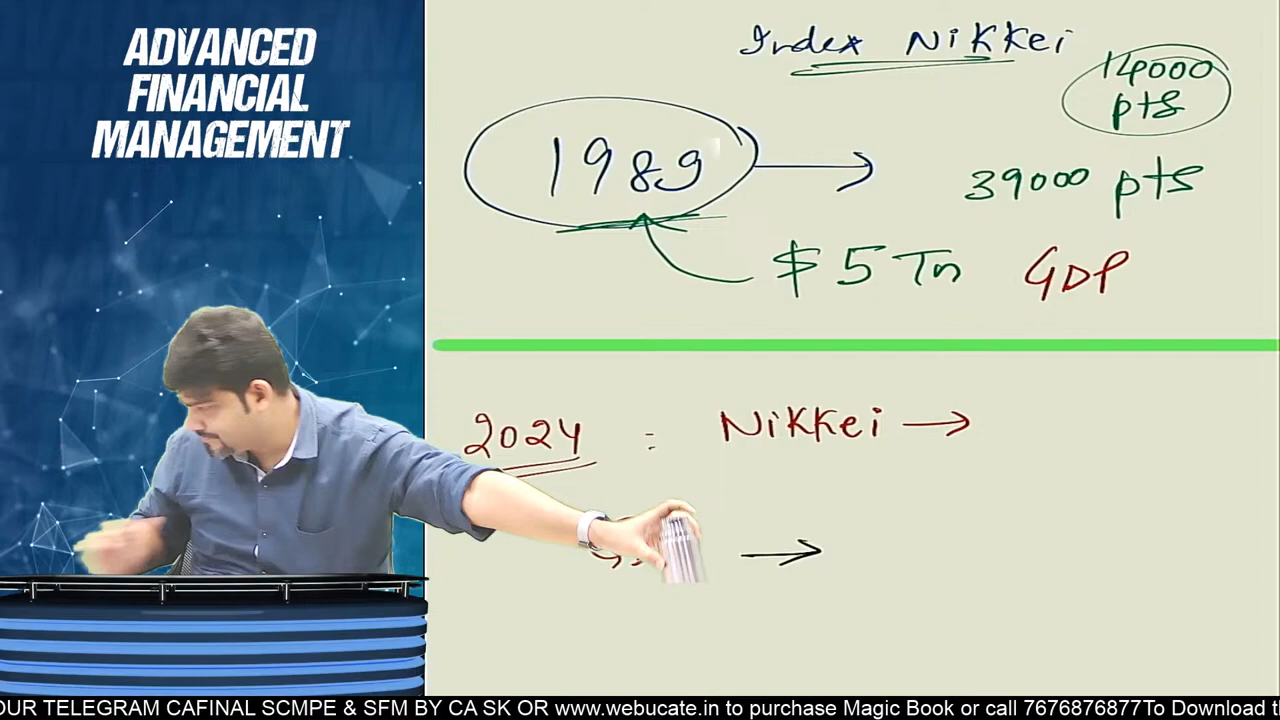 ADVANCED
FINANCIAL
MANAGEMENT
Index Nikkei
14000
pts
1989 → 39000 pts
$ 5 Tn GDP
2024 : Nikkei →
→
OUR TELEGRAM CAFINAL SCMPE & SFM BY CA SK OR www.webucate.in to purchase Magic Book or call 7676876877To Download t